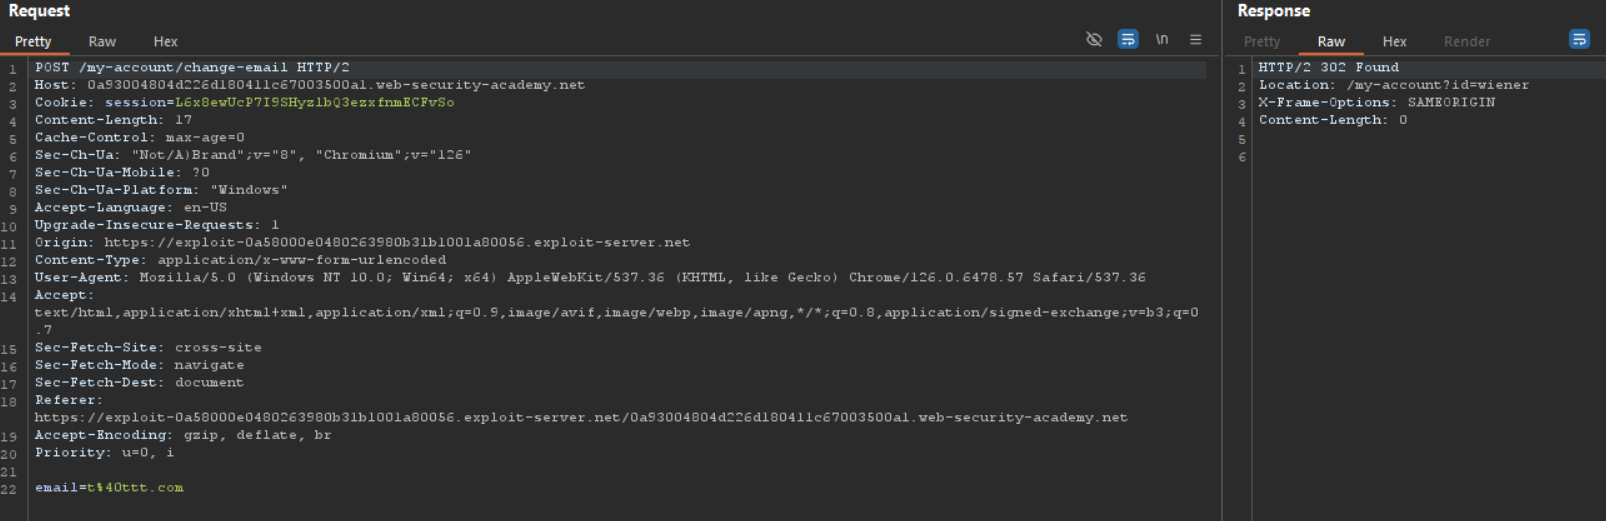 Request
Pretty Raw Hex
\n
1 POST /my-account/change-email HTTP/2
2 Host: 0a93004804d226d180411c67003500a1.web-security-academy.net
3 Cookie: session=L6x8ewUcP7I9SHyzlbQ3ezxfnmECFvSo
4 Content-Length: 17
5 Cache-Control: max-age=0
6 Sec-Ch-Ua: "Not/A)Brand";v="8", "Chromium";v="126"
7 Sec-Ch-Ua-Mobile: ?0
8 Sec-Ch-Ua-Platform: "Windows"
9 Accept-Language: en-US
10 Upgrade-Insecure-Requests: 1
11 Origin: https://exploit-0a58000e0480263980b31b1001a80056.exploit-server.net
12 Content-Type: application/x-www-form-urlencoded
13 User-Agent: Mozilla/5.0 (Windows NT 10.0; Win64; x64) AppleWebKit/537.36 (KHTML, like Gecko) Chrome/126.0.6478.57 Safari/537.36
14 Accept:
text/html,application/xhtml+xml,application/xml;q=0.9,image/avif,image/webp,image/apng,*/*;q=0.8,application/signed-exchange;v=b3;q=0
.7
15 Sec-Fetch-Site: cross-site
16 Sec-Fetch-Mode: navigate
17 Sec-Fetch-Dest: document
18 Referer:
https://exploit-0a58000e0480263980b31b1001a80056.exploit-server.net/0a93004804d226d180411c67003500a1.web-security-academy.net
19 Accept-Encoding: gzip, deflate, br
20 Priority: u=0, i
21
22 email=t%40ttt.com
Response
Pretty Raw Hex Render
1 HTTP/2 302 Found
2 Location: /my-account?id=wiener
3 X-Frame-Options: SAMEORIGIN
4 Content-Length: 0
5
6